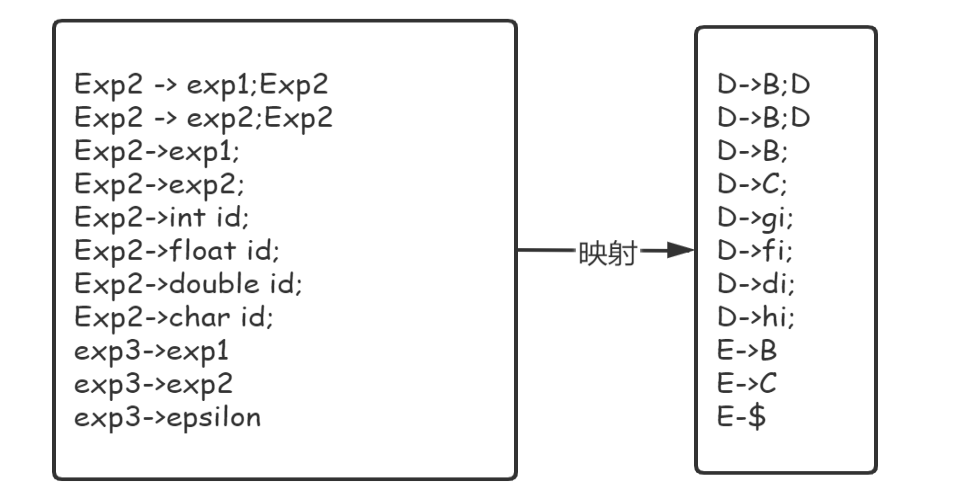 Exp2 -> exp1;Exp2
Exp2 -> exp2;Exp2
Exp2->exp1;
Exp2->exp2;
Exp2->int id;
Exp2->float id;
Exp2->double id;
Exp2->char id;
exp3->exp1
exp3->exp2
exp3->epsilon
映射
D->B;D
D->B;D
D->B;
D->C;
D->gi;
D->fi;
D->di;
D->hi;
E->B
E->C
E-$